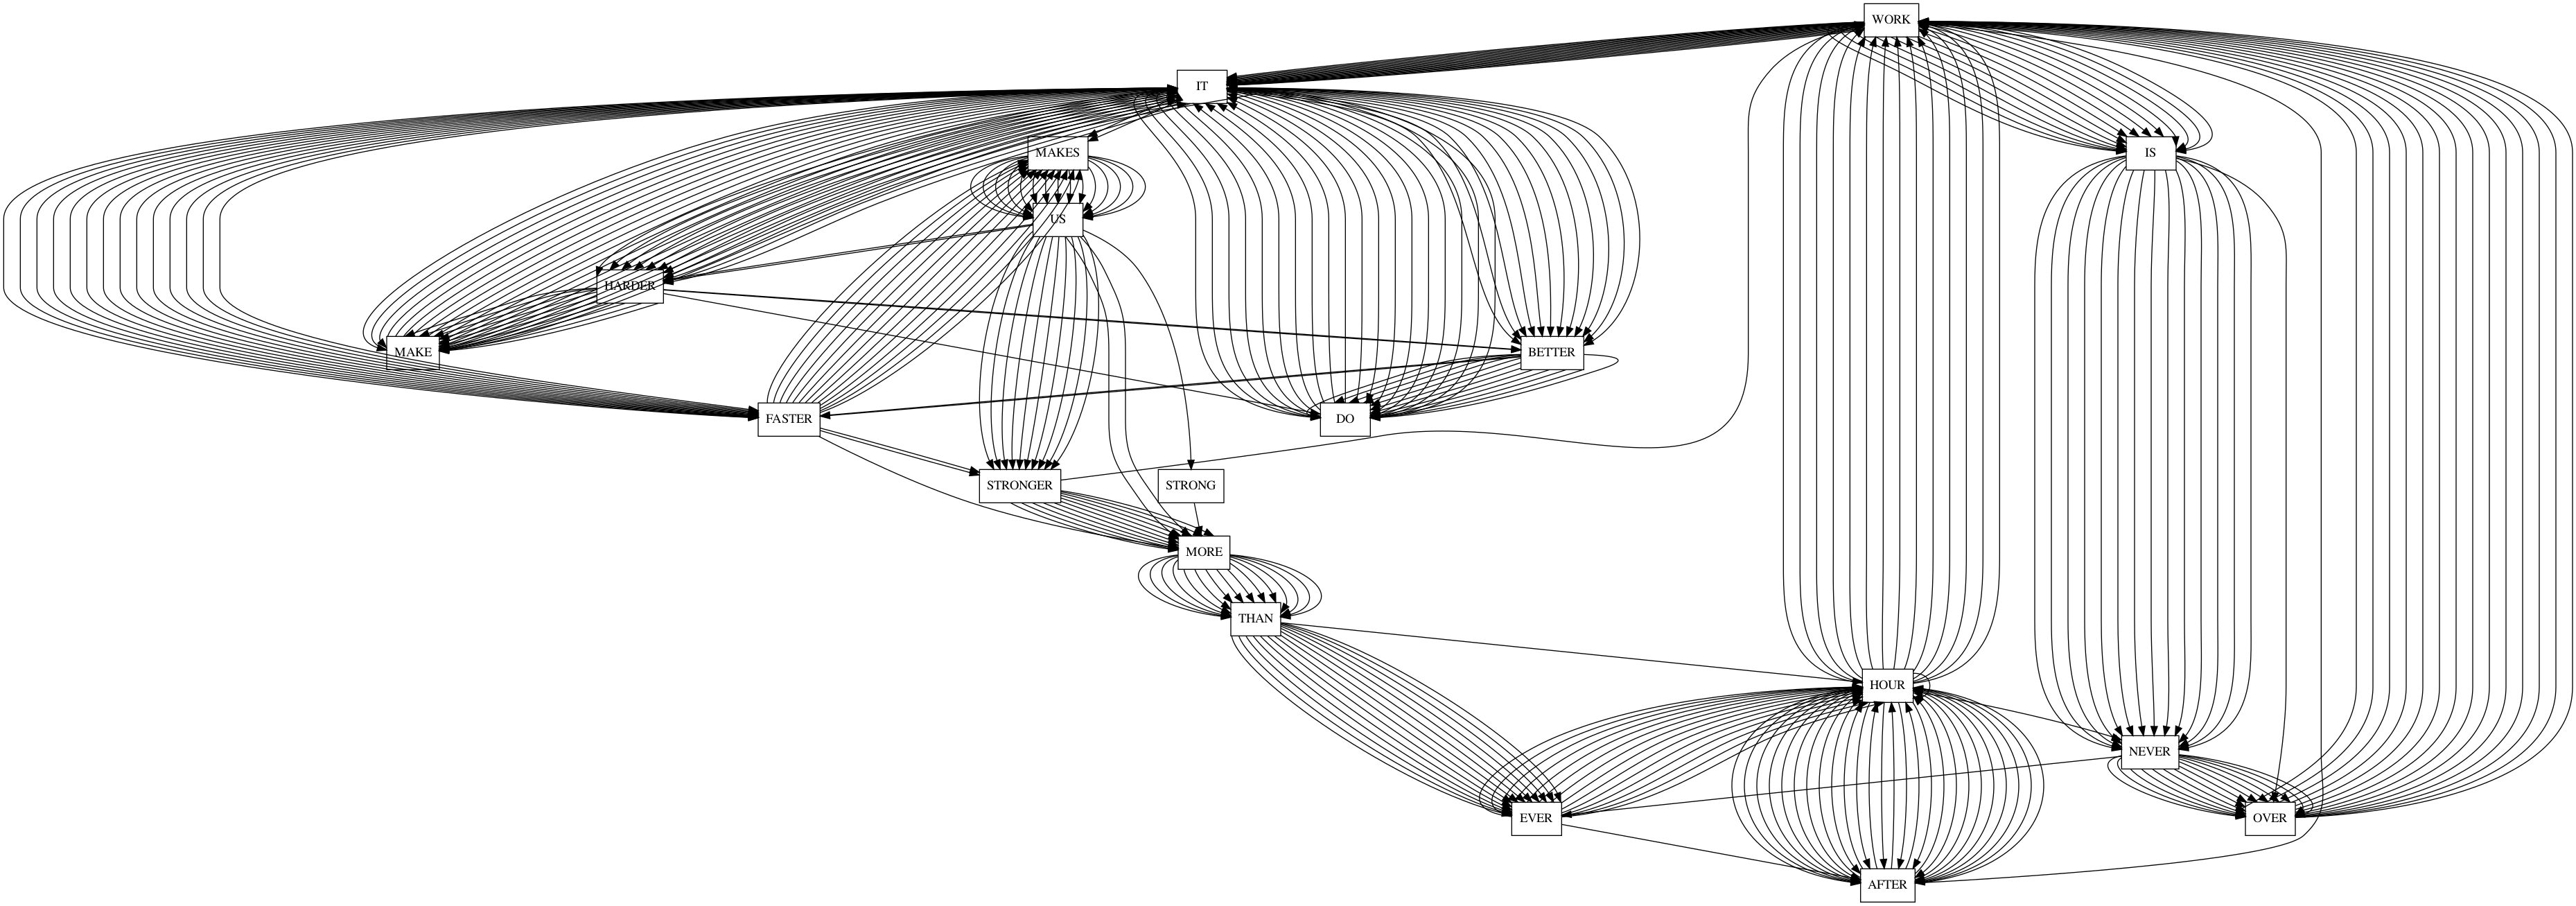 WORK
IT
MAKES
IS
US
HARDER
MAKE
BETTER
FASTER
DO
STRONGER
STRONG
MORE
THAN
HOUR
NEVER
EVER
OVER
AFTER